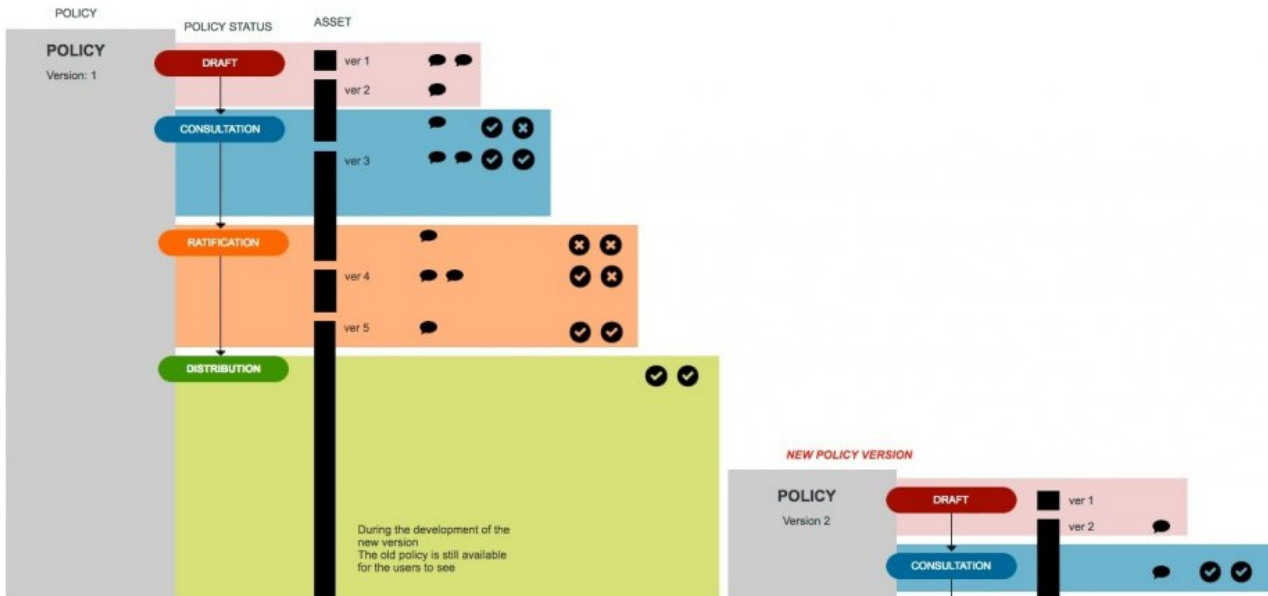 POLICY
POLICY STATUS
ASSET
POLICY
Version: 1
DRAFT
ver 1
ver 2
CONSULTATION
ver 3
RATIFICATION
ver 4
ver 5
DISTRIBUTION
During the development of the
new version
The old policy is still available
for the users to see
NEW POLICY VERSION
POLICY
Version 2
DRAFT
ver 1
ver 2
CONSULTATION